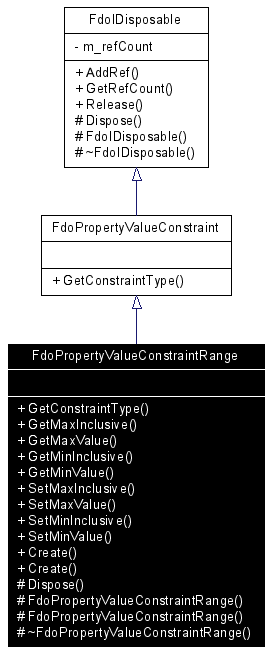 FdoIDisposable
- m_refCount
+ AddRef()
+ GetRefCount()
+ Release()
# Dispose()
# FdoIDisposable()
# ~FdoIDisposable()
FdoPropertyValueConstraint
+ GetConstraintType()
FdoPropertyValueConstraintRange
+ GetConstraintType()
+ GetMaxInclusive()
+ GetMaxValue()
+ GetMinInclusive()
+ GetMinValue()
+ SetMaxInclusive()
+ SetMaxValue()
+ SetMinInclusive()
+ SetMinValue()
+ Create()
+ Create()
# Dispose()
# FdoPropertyValueConstraintRange()
# FdoPropertyValueConstraintRange()
# ~FdoPropertyValueConstraintRange()